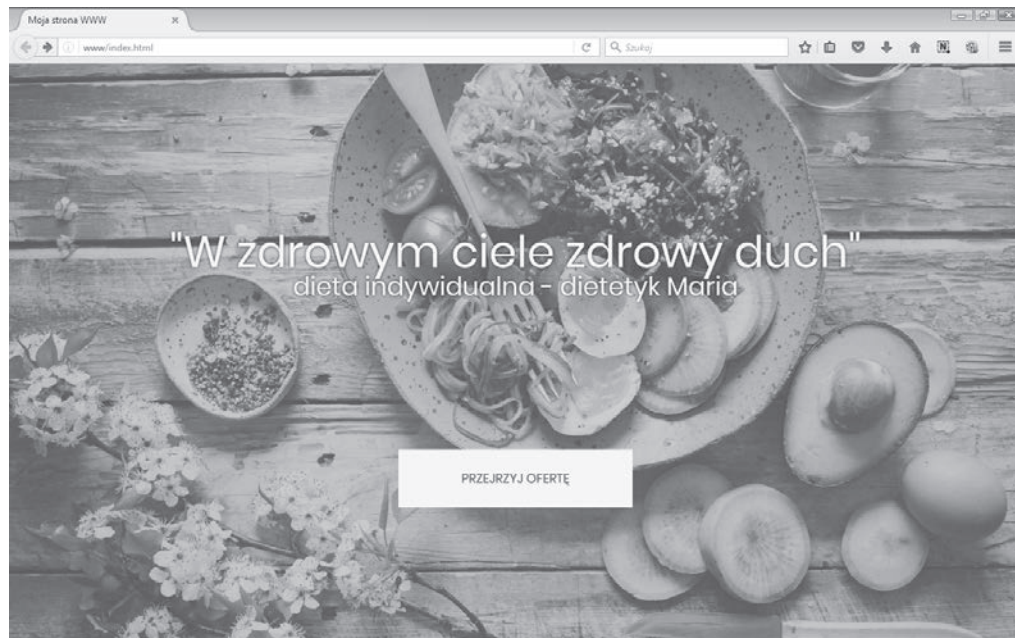 Moja strona WWW
www/index.html
Szukaj
"W zdrowym ciele zdrowy duch"
dieta indywidualna - dietetyk Maria
PRZEJRZYJ OFERTĘ